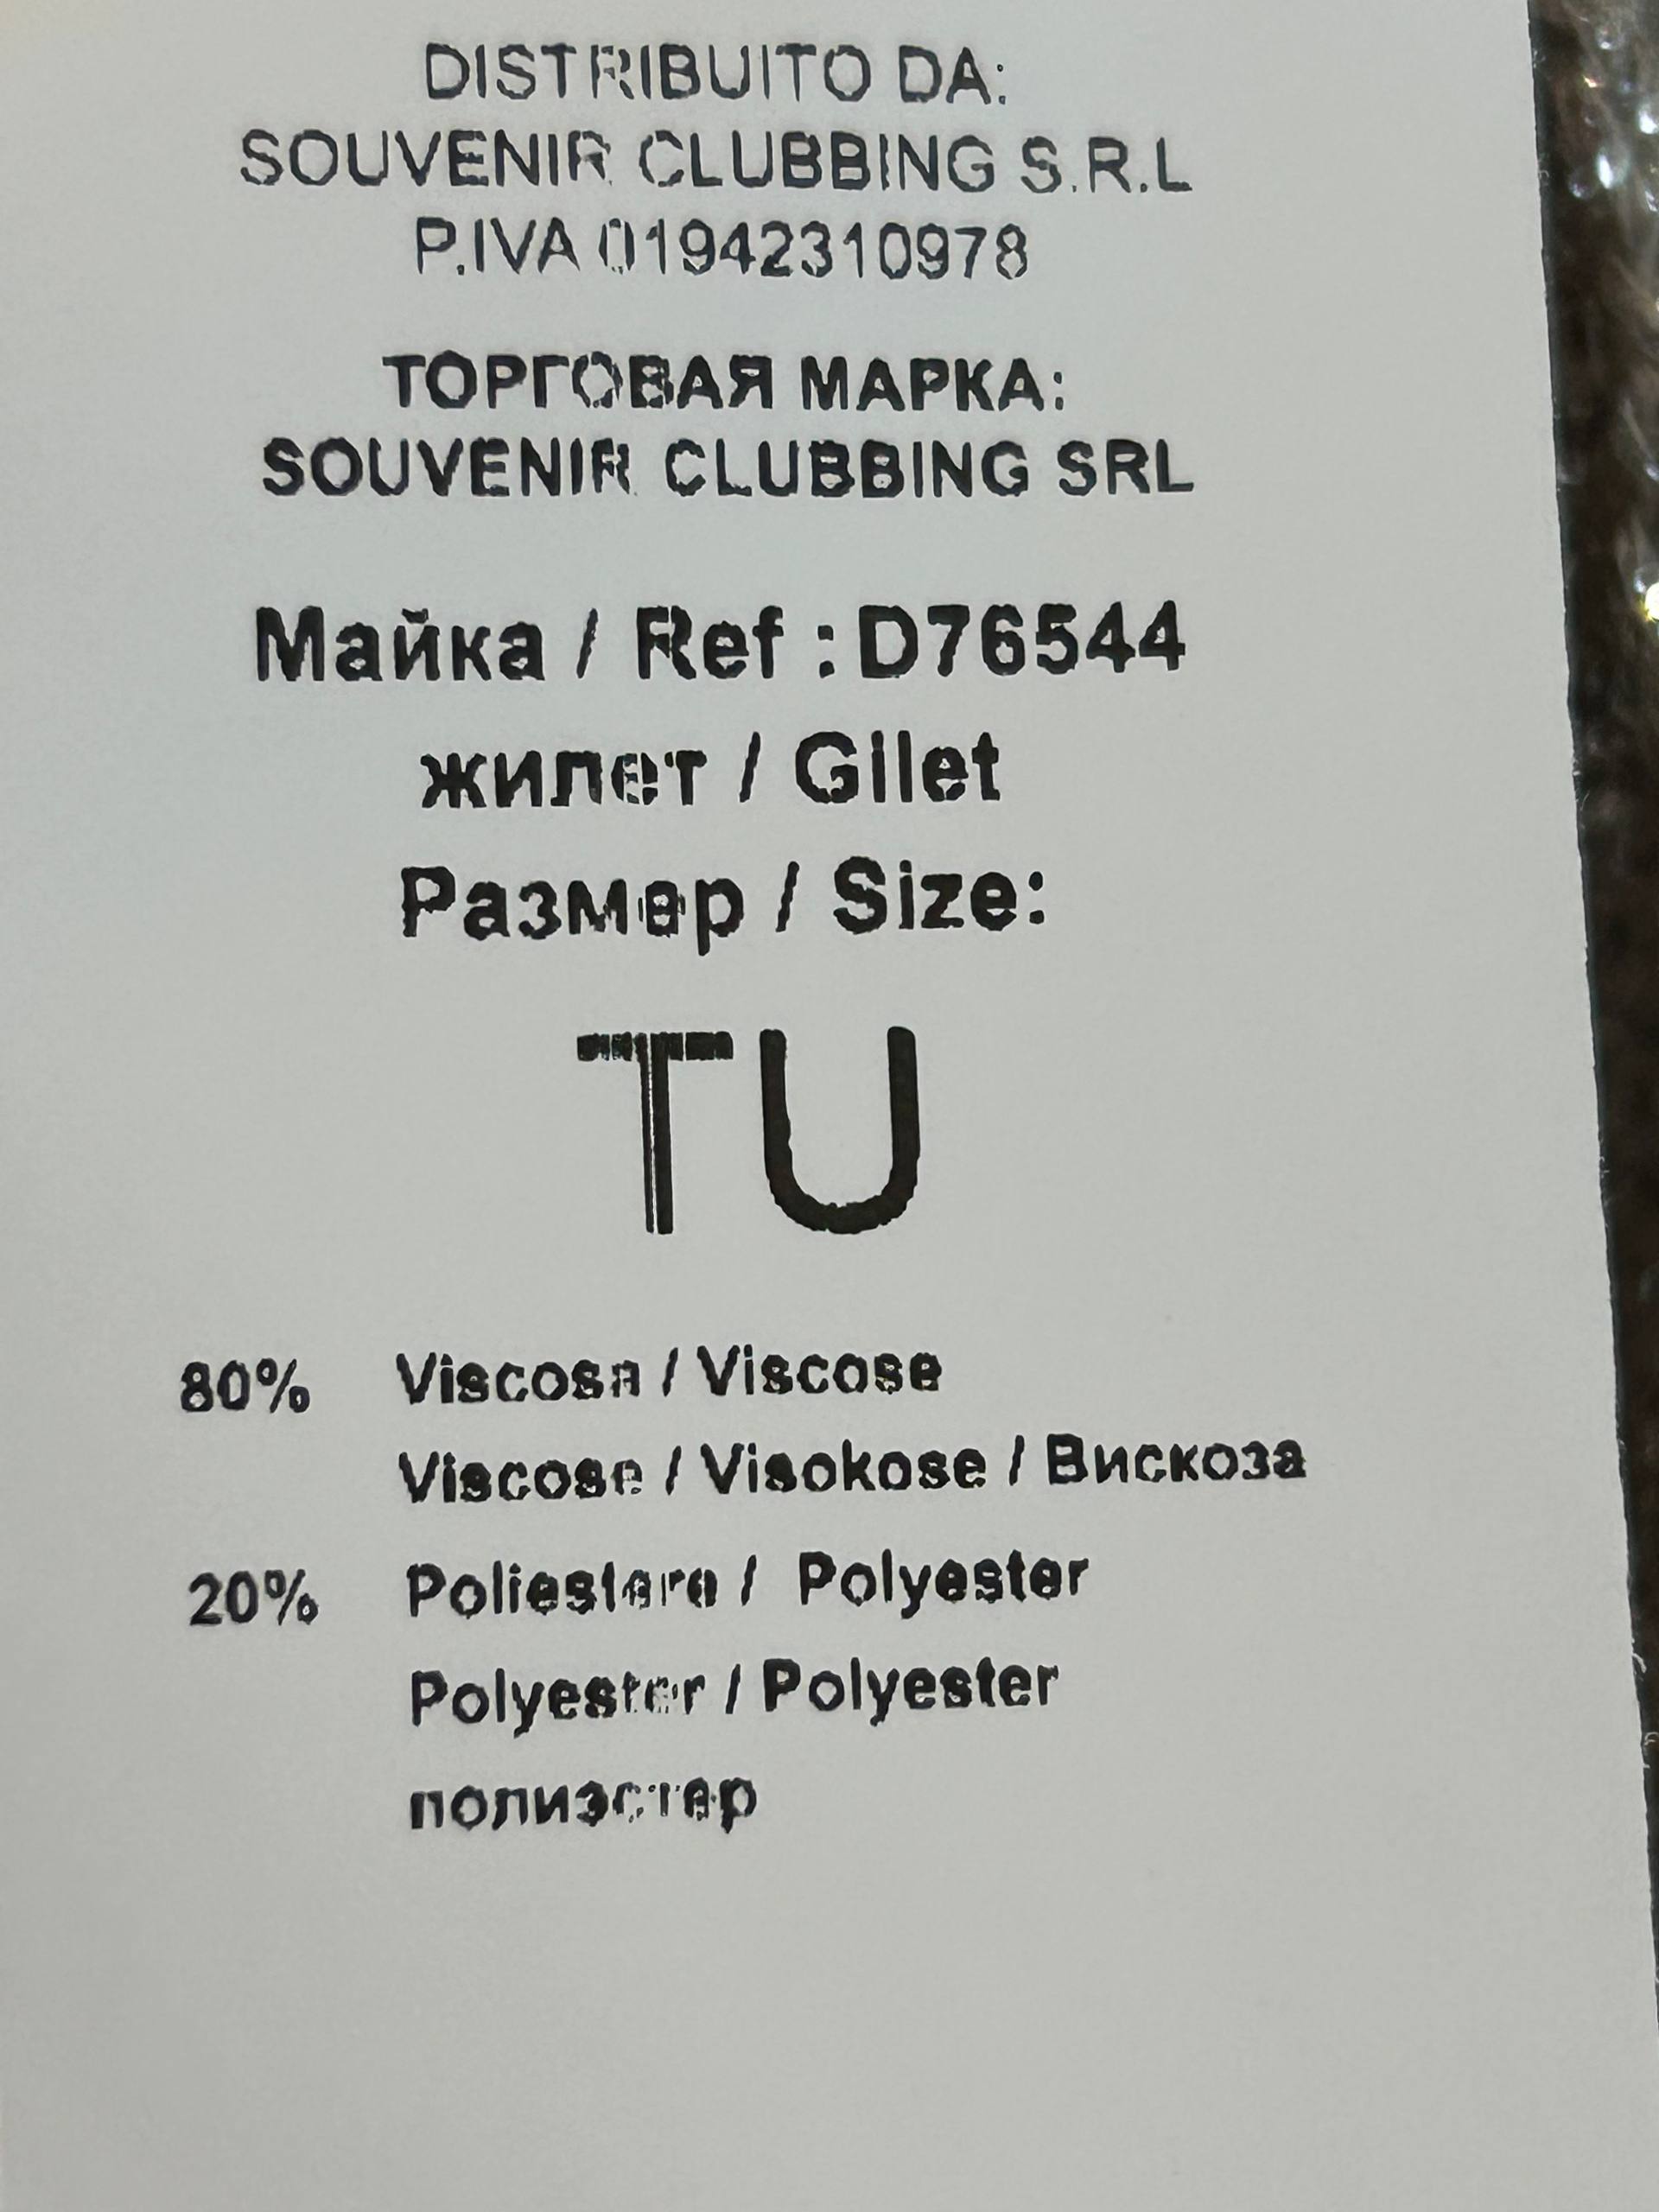 DISTRIBUITO DA:
SOUVENIR CLUBBING S.R.L
P.IVA 01942310978
ТОРГОВАЯ МАРКА:
SOUVENIR CLUBBING SRL
Майка / Ref : D76544
жилет / Gilet
Размер / Size:
TU
80% Viscosa / Viscose
Viscose / Visokose / Вискоза
20% Poliestere / Polyester
Polyester / Polyester
полиэстер